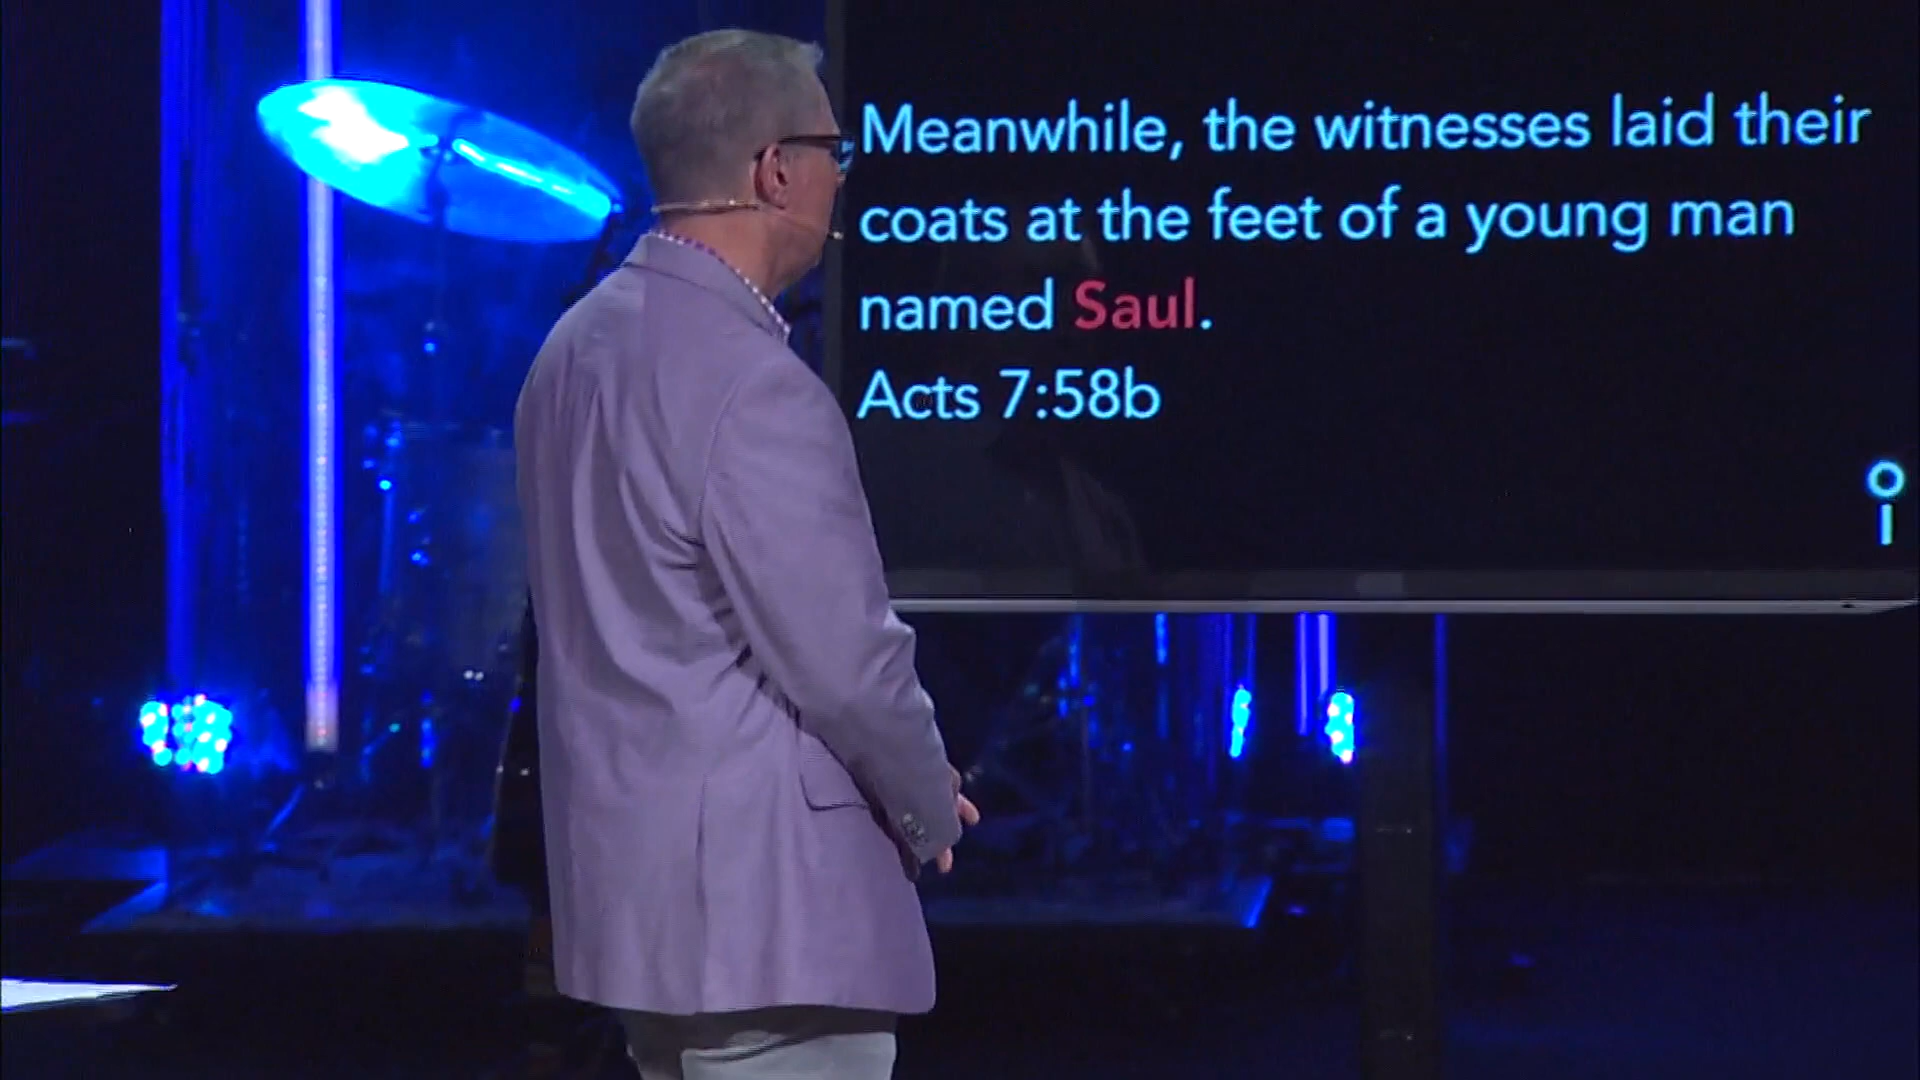 Meanwhile, the witnesses laid their
coats at the feet of a young man
named Saul.
Acts 7:58b